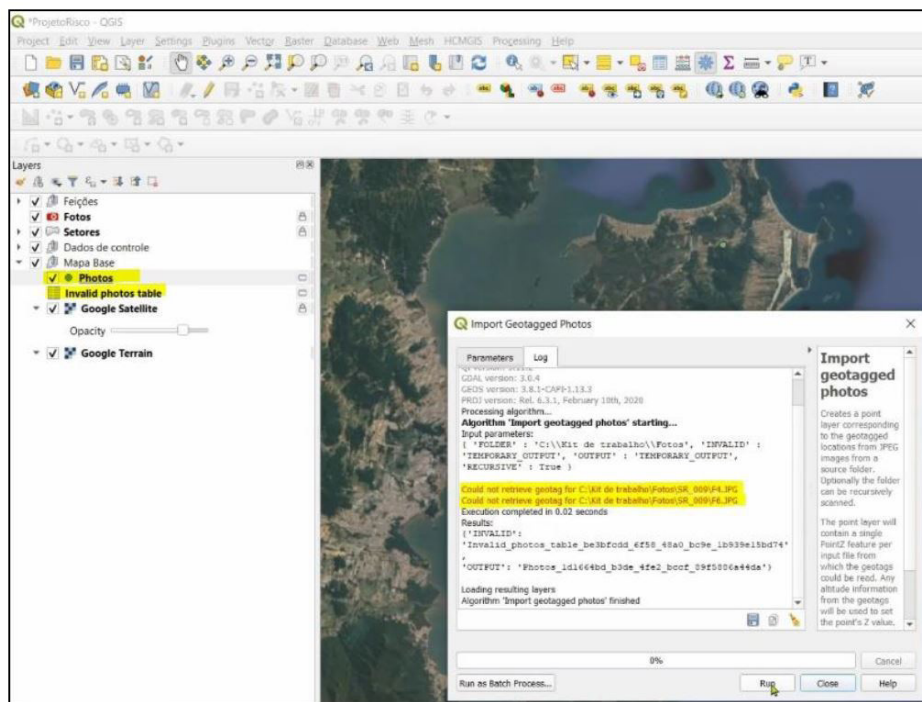 *ProjetoRisco - QGIS
Project Edit View Layer Settings Plugins Vector Raster Database Web Mesh HCMGIS Processing Help
Layers
Feições
Fotos
Setores
Dados de controle
Mapa Base
Photos
Invalid photos table
Google Satellite
Opacity
Google Terrain
Import Geotagged Photos
Parameters Log
GDAL version: 3.0.4
GEOS version: 3.8.1-CAPI-1.13.3
PROJ version: Rel. 6.3.1, February 10th, 2020
Processing algorithm...
Algorithm 'Import geotagged photos' starting...
Input parameters:
{ 'FOLDER' : 'C:\\Kit de trabalho\\Fotos', 'INVALID' :
'TEMPORARY_OUTPUT', 'OUTPUT' : 'TEMPORARY_OUTPUT',
'RECURSIVE' : True }
Could not retrieve geotag for C:\Kit de trabalho\Fotos\SR_009\F4.JPG
Could not retrieve geotag for C:\Kit de trabalho\Fotos\SR_009\F6.JPG
Execution completed in 0.02 seconds
Results:
{'INVALID':
'Invalid_photos_table_be3bfcdd_6f58_48a0_bc9e_1b939e15bd74'
,
'OUTPUT': 'Photos_1d1664bd_b3de_4fe2_bccf_09f5806a44da'}
Loading resulting layers
Algorithm 'Import geotagged photos' finished
Import
geotagged
photos
Creates a point
layer corresponding
to the geotagged
locations from JPEG
images from a
source folder.
Optionally the folder
can be recursively
scanned.
The point layer will
contain a single
PointZ feature per
input file from
which the geotags
could be read. Any
altitude information
from the geotags
will be used to set
the point's Z value.
0%
Cancel
Run as Batch Process...
Run
Close
Help